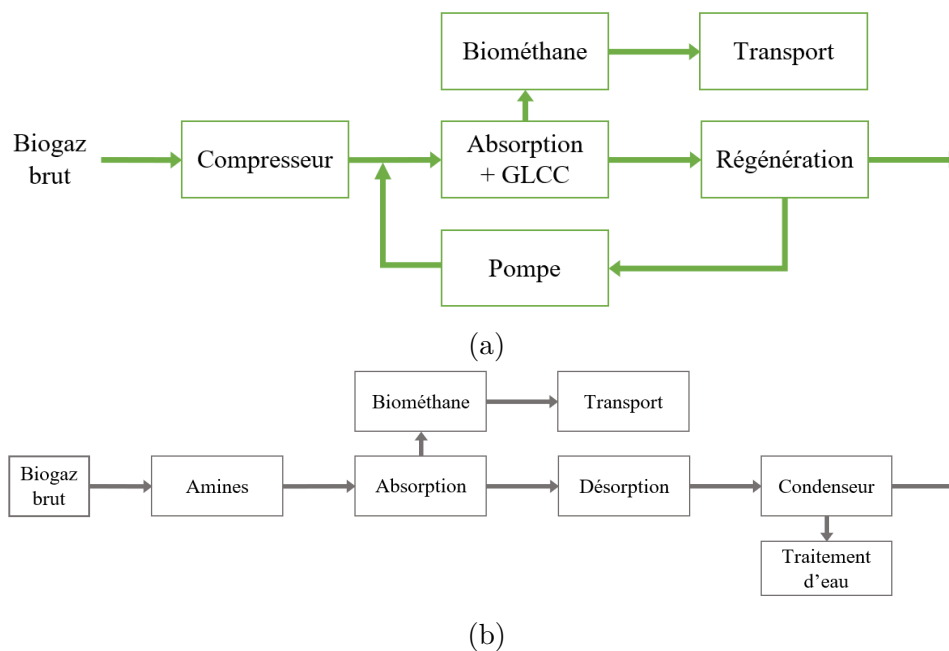 Biométhane
Transport
Biogaz
brut
Compresseur
Absorption
+ GLCC
Régénération
Pompe
(a)
Biométhane
Transport
Biogaz
brut
Amines
Absorption
Désorption
Condenseur
Traitement
d'eau
(b)